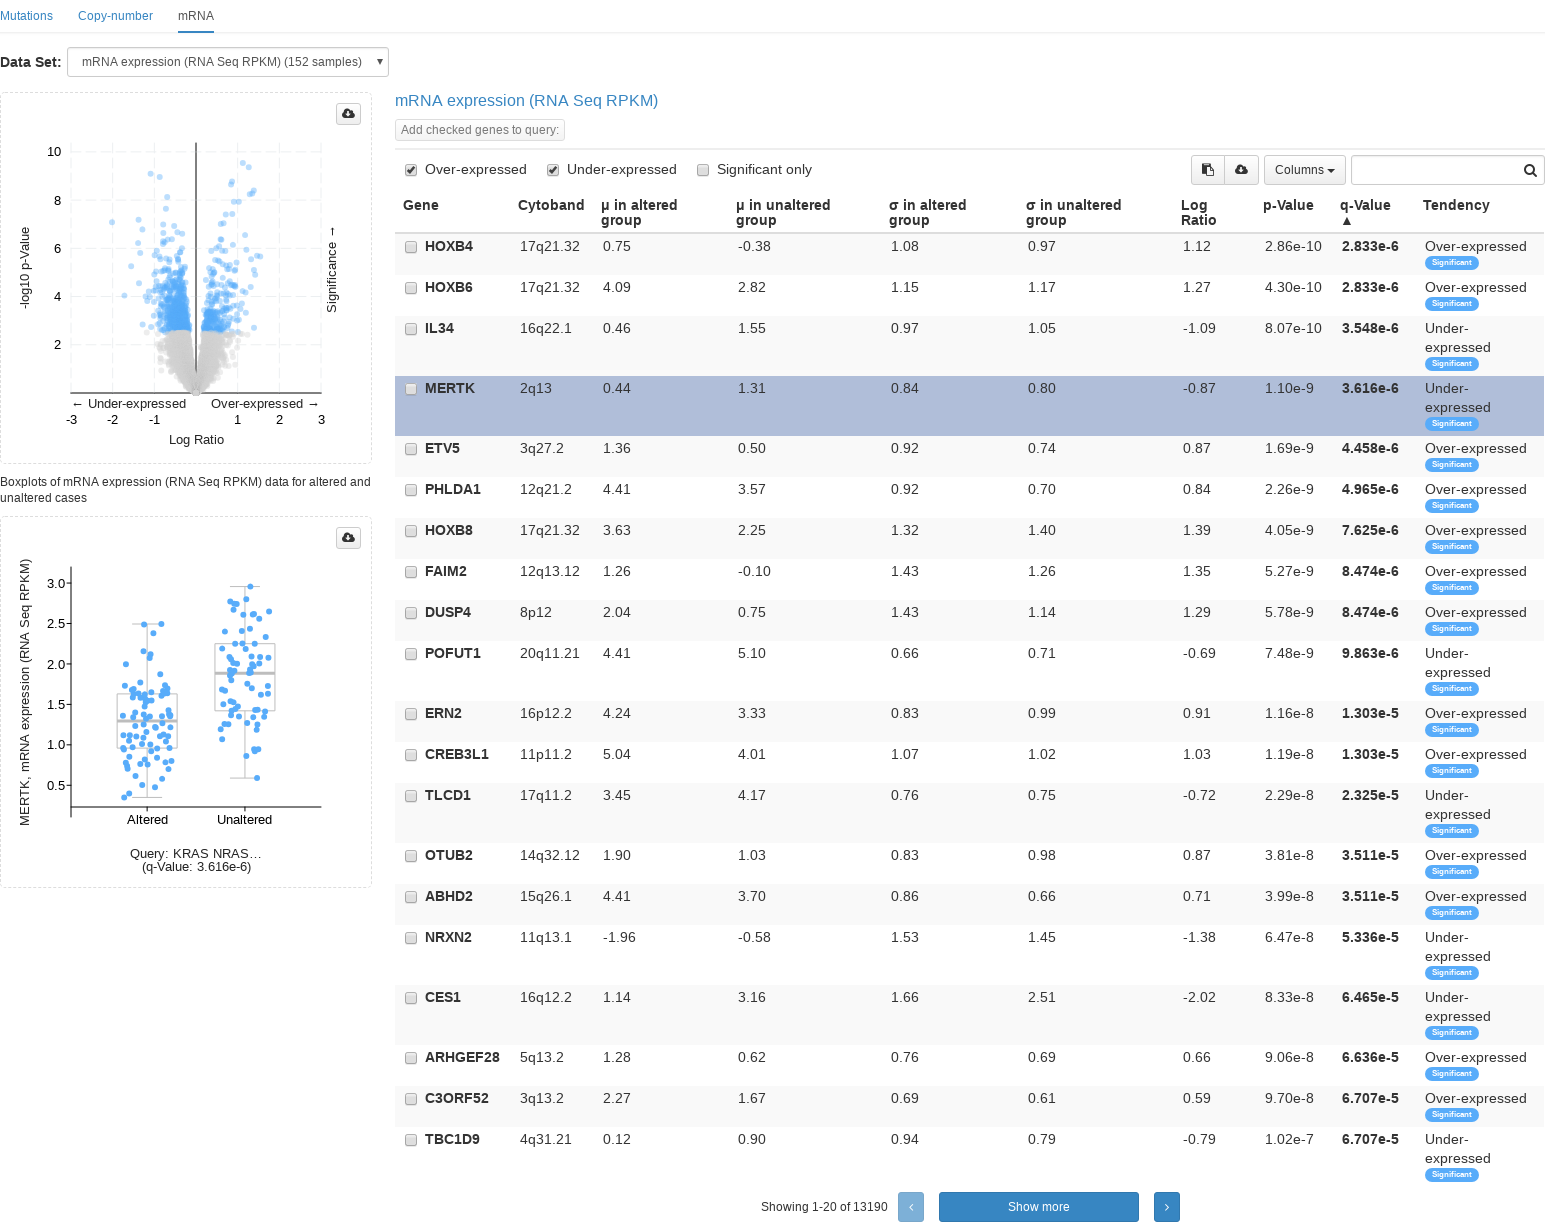 Mutations Copy-number mRNA
Data Set: mRNA expression (RNA Seq RPKM) (152 samples) ▾
10
8
6
4
2
-log10 p-Value
Significance →
← Under-expressed Over-expressed →
-3 -2 -1 1 2 3
Log Ratio
Boxplots of mRNA expression (RNA Seq RPKM) data for altered and
unaltered cases
MERTK, mRNA expression (RNA Seq RPKM)
3.0
2.5
2.0
1.5
1.0
0.5
Altered Unaltered
Query: KRAS NRAS…
(q-Value: 3.616e-6)
mRNA expression (RNA Seq RPKM)
Add checked genes to query:
Over-expressed Under-expressed Significant only Columns
Gene Cytoband μ in altered μ in unaltered σ in altered σ in unaltered Log p-Value q-Value Tendency
group group group group Ratio ▲
HOXB4 17q21.32 0.75 -0.38 1.08 0.97 1.12 2.86e-10 2.833e-6 Over-expressed
Significant
HOXB6 17q21.32 4.09 2.82 1.15 1.17 1.27 4.30e-10 2.833e-6 Over-expressed
Significant
IL34 16q22.1 0.46 1.55 0.97 1.05 -1.09 8.07e-10 3.548e-6 Under-
expressed
Significant
MERTK 2q13 0.44 1.31 0.84 0.80 -0.87 1.10e-9 3.616e-6 Under-
expressed
Significant
ETV5 3q27.2 1.36 0.50 0.92 0.74 0.87 1.69e-9 4.458e-6 Over-expressed
Significant
PHLDA1 12q21.2 4.41 3.57 0.92 0.70 0.84 2.26e-9 4.965e-6 Over-expressed
Significant
HOXB8 17q21.32 3.63 2.25 1.32 1.40 1.39 4.05e-9 7.625e-6 Over-expressed
Significant
FAIM2 12q13.12 1.26 -0.10 1.43 1.26 1.35 5.27e-9 8.474e-6 Over-expressed
Significant
DUSP4 8p12 2.04 0.75 1.43 1.14 1.29 5.78e-9 8.474e-6 Over-expressed
Significant
POFUT1 20q11.21 4.41 5.10 0.66 0.71 -0.69 7.48e-9 9.863e-6 Under-
expressed
Significant
ERN2 16p12.2 4.24 3.33 0.83 0.99 0.91 1.16e-8 1.303e-5 Over-expressed
Significant
CREB3L1 11p11.2 5.04 4.01 1.07 1.02 1.03 1.19e-8 1.303e-5 Over-expressed
Significant
TLCD1 17q11.2 3.45 4.17 0.76 0.75 -0.72 2.29e-8 2.325e-5 Under-
expressed
Significant
OTUB2 14q32.12 1.90 1.03 0.83 0.98 0.87 3.81e-8 3.511e-5 Over-expressed
Significant
ABHD2 15q26.1 4.41 3.70 0.86 0.66 0.71 3.99e-8 3.511e-5 Over-expressed
Significant
NRXN2 11q13.1 -1.96 -0.58 1.53 1.45 -1.38 6.47e-8 5.336e-5 Under-
expressed
Significant
CES1 16q12.2 1.14 3.16 1.66 2.51 -2.02 8.33e-8 6.465e-5 Under-
expressed
Significant
ARHGEF28 5q13.2 1.28 0.62 0.76 0.69 0.66 9.06e-8 6.636e-5 Over-expressed
Significant
C3ORF52 3q13.2 2.27 1.67 0.69 0.61 0.59 9.70e-8 6.707e-5 Over-expressed
Significant
TBC1D9 4q31.21 0.12 0.90 0.94 0.79 -0.79 1.02e-7 6.707e-5 Under-
expressed
Significant
Showing 1-20 of 13190 ‹ Show more ›